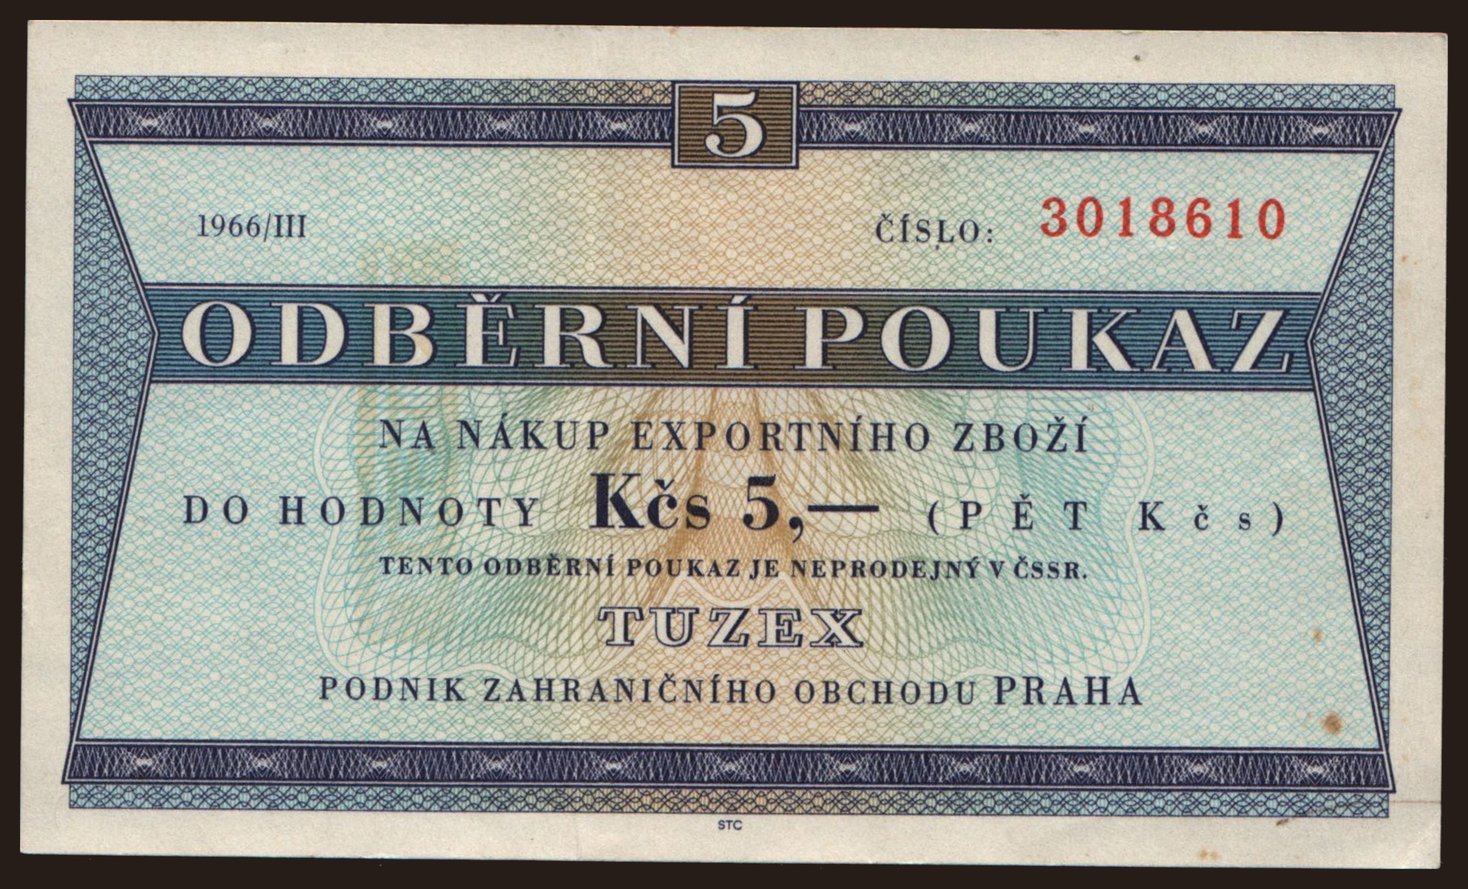 5
1966/III
ČÍSLO: 3018610
ODBĚRNÍ POUKAZ
NA NÁKUP EXPORTNÍHO ZBOŽÍ
DO HODNOTY Kčs 5,— (PĚT Kčs)
TENTO ODBĚRNÍ POUKAZ JE NEPRODEJNÝ V ČSSR.
TUZEX
PODNIK ZAHRANIČNÍHO OBCHODU PRAHA
STC